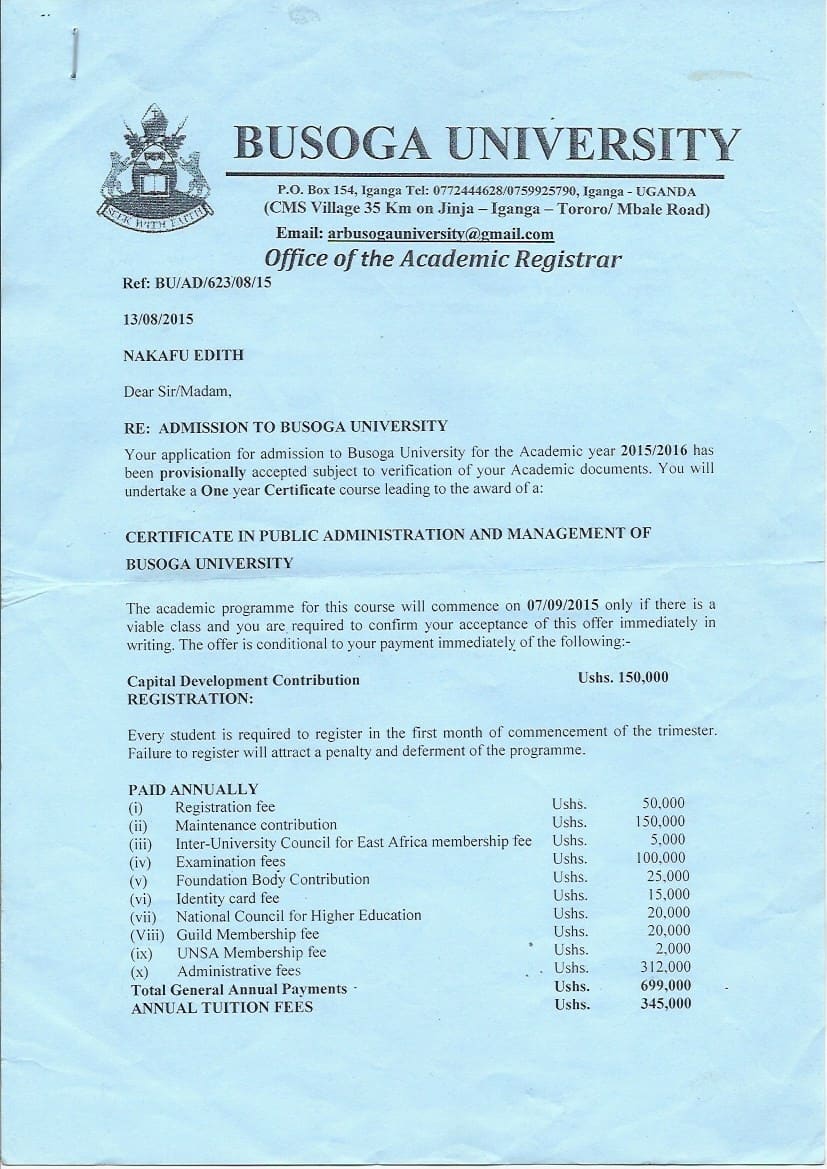 BUSOGA UNIVERSITY
P.O. Box 154, Iganga Tel: 0772444628/0759925790, Iganga - UGANDA
(CMS Village 35 Km on Jinja – Iganga – Tororo/ Mbale Road)
Email: arbusogauniversity@gmail.com
Office of the Academic Registrar
SEEK WITH FAITH
Ref: BU/AD/623/08/15
13/08/2015
NAKAFU EDITH
Dear Sir/Madam,
RE: ADMISSION TO BUSOGA UNIVERSITY
Your application for admission to Busoga University for the Academic year 2015/2016 has
been provisionally accepted subject to verification of your Academic documents. You will
undertake a One year Certificate course leading to the award of a:
CERTIFICATE IN PUBLIC ADMINISTRATION AND MANAGEMENT OF
BUSOGA UNIVERSITY
The academic programme for this course will commence on 07/09/2015 only if there is a
viable class and you are required to confirm your acceptance of this offer immediately in
writing. The offer is conditional to your payment immediately of the following:-
Capital Development Contribution Ushs. 150,000
REGISTRATION:
Every student is required to register in the first month of commencement of the trimester.
Failure to register will attract a penalty and deferment of the programme.
PAID ANNUALLY
(i) Registration fee Ushs. 50,000
(ii) Maintenance contribution Ushs. 150,000
(iii) Inter-University Council for East Africa membership fee Ushs. 5,000
(iv) Examination fees Ushs. 100,000
(v) Foundation Body Contribution Ushs. 25,000
(vi) Identity card fee Ushs. 15,000
(vii) National Council for Higher Education Ushs. 20,000
(Viii) Guild Membership fee Ushs. 20,000
(ix) UNSA Membership fee Ushs. 2,000
(x) Administrative fees Ushs. 312,000
Total General Annual Payments Ushs. 699,000
ANNUAL TUITION FEES Ushs. 345,000